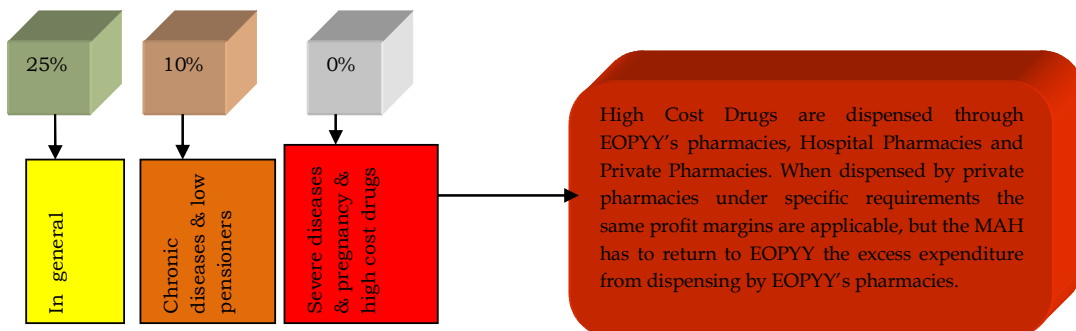 25%
10%
0%
In general
Chronic
diseases & low
pensioners
Severe diseases
& pregnancy &
high cost drugs
High Cost Drugs are dispensed through
EOPYY’s pharmacies, Hospital Pharmacies and
Private Pharmacies. When dispensed by private
pharmacies under specific requirements the
same profit margins are applicable, but the MAH
has to return to EOPYY the excess expenditure
from dispensing by EOPYY’s pharmacies.